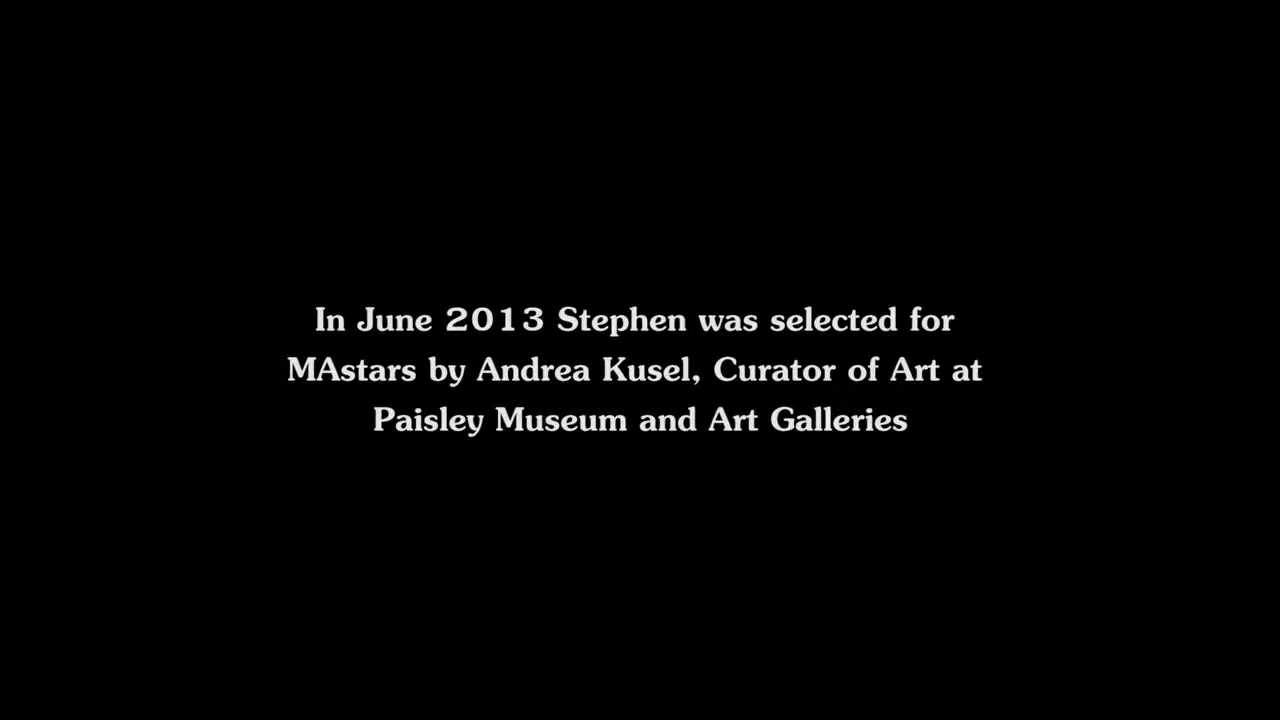 In June 2013 Stephen was selected for
MAstars by Andrea Kusel, Curator of Art at
Paisley Museum and Art Galleries